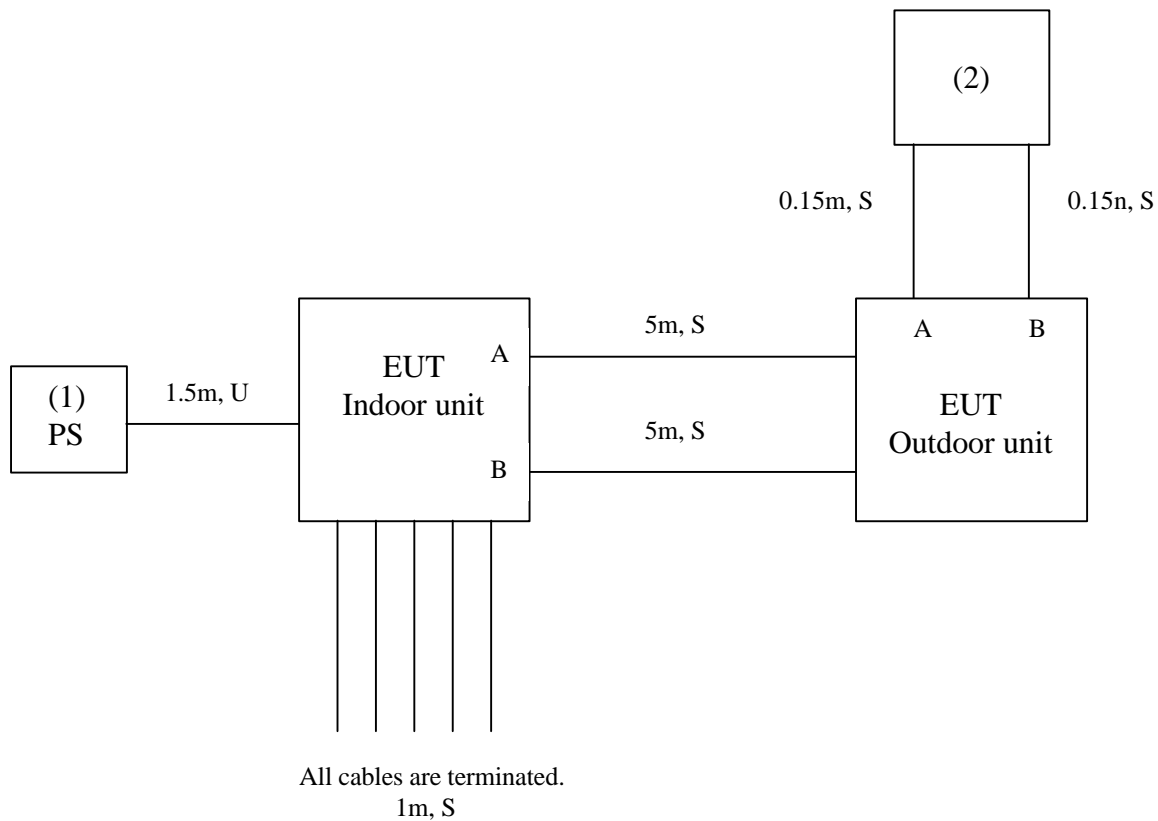 (2)
0.15m, S
0.15n, S
A
B
5m, S
A
EUT
Indoor unit
(1)
PS
1.5m, U
EUT
Outdoor unit
5m, S
B
All cables are terminated.
1m, S